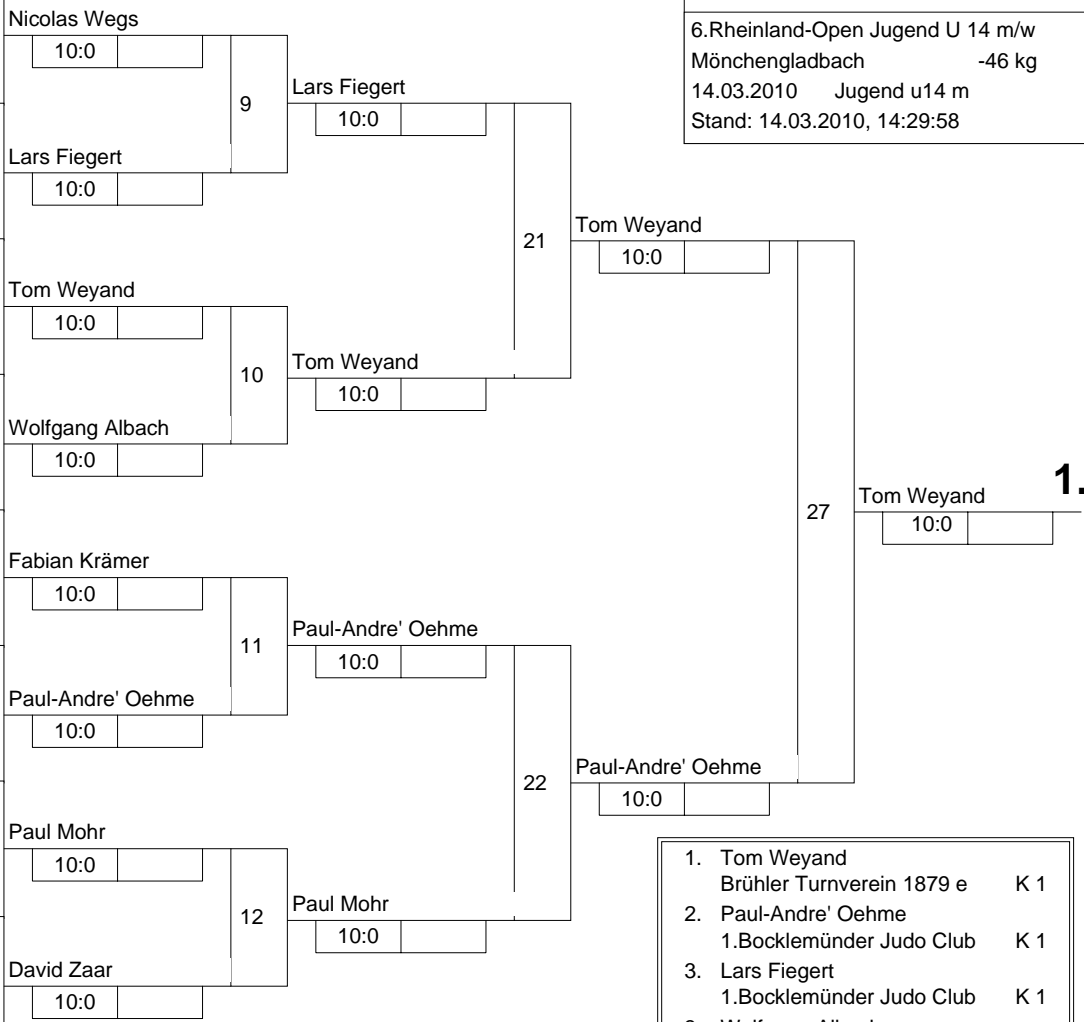 Nicolas Wegs
10:0
9
Lars Fiegert
10:0
Lars Fiegert
10:0
21
Tom Weyand
10:0
Tom Weyand
10:0
10
Tom Weyand
10:0
Wolfgang Albach
10:0
27
Tom Weyand
10:0
1.
Fabian Krämer
10:0
11
Paul-Andre' Oehme
10:0
Paul-Andre' Oehme
10:0
22
Paul-Andre' Oehme
10:0
Paul Mohr
10:0
12
Paul Mohr
10:0
David Zaar
10:0
6.Rheinland-Open Jugend U 14 m/w
Mönchengladbach -46 kg
14.03.2010 Jugend u14 m
Stand: 14.03.2010, 14:29:58
1. Tom Weyand
Brühler Turnverein 1879 e K 1
2. Paul-Andre' Oehme
1.Bocklemünder Judo Club K 1
3. Lars Fiegert
1.Bocklemünder Judo Club K 1